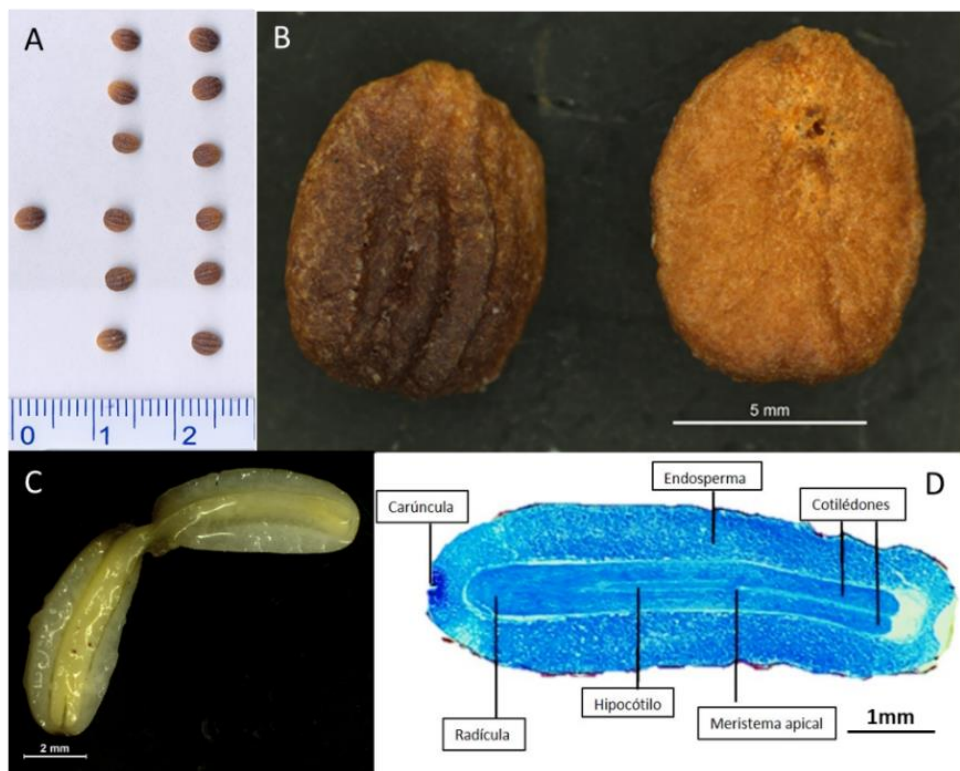 A
B
0 1 2
5 mm
C
2 mm
D
Endosperma
Carúncula
Cotilédones
Hipocótilo
Radícula
Meristema apical
1mm